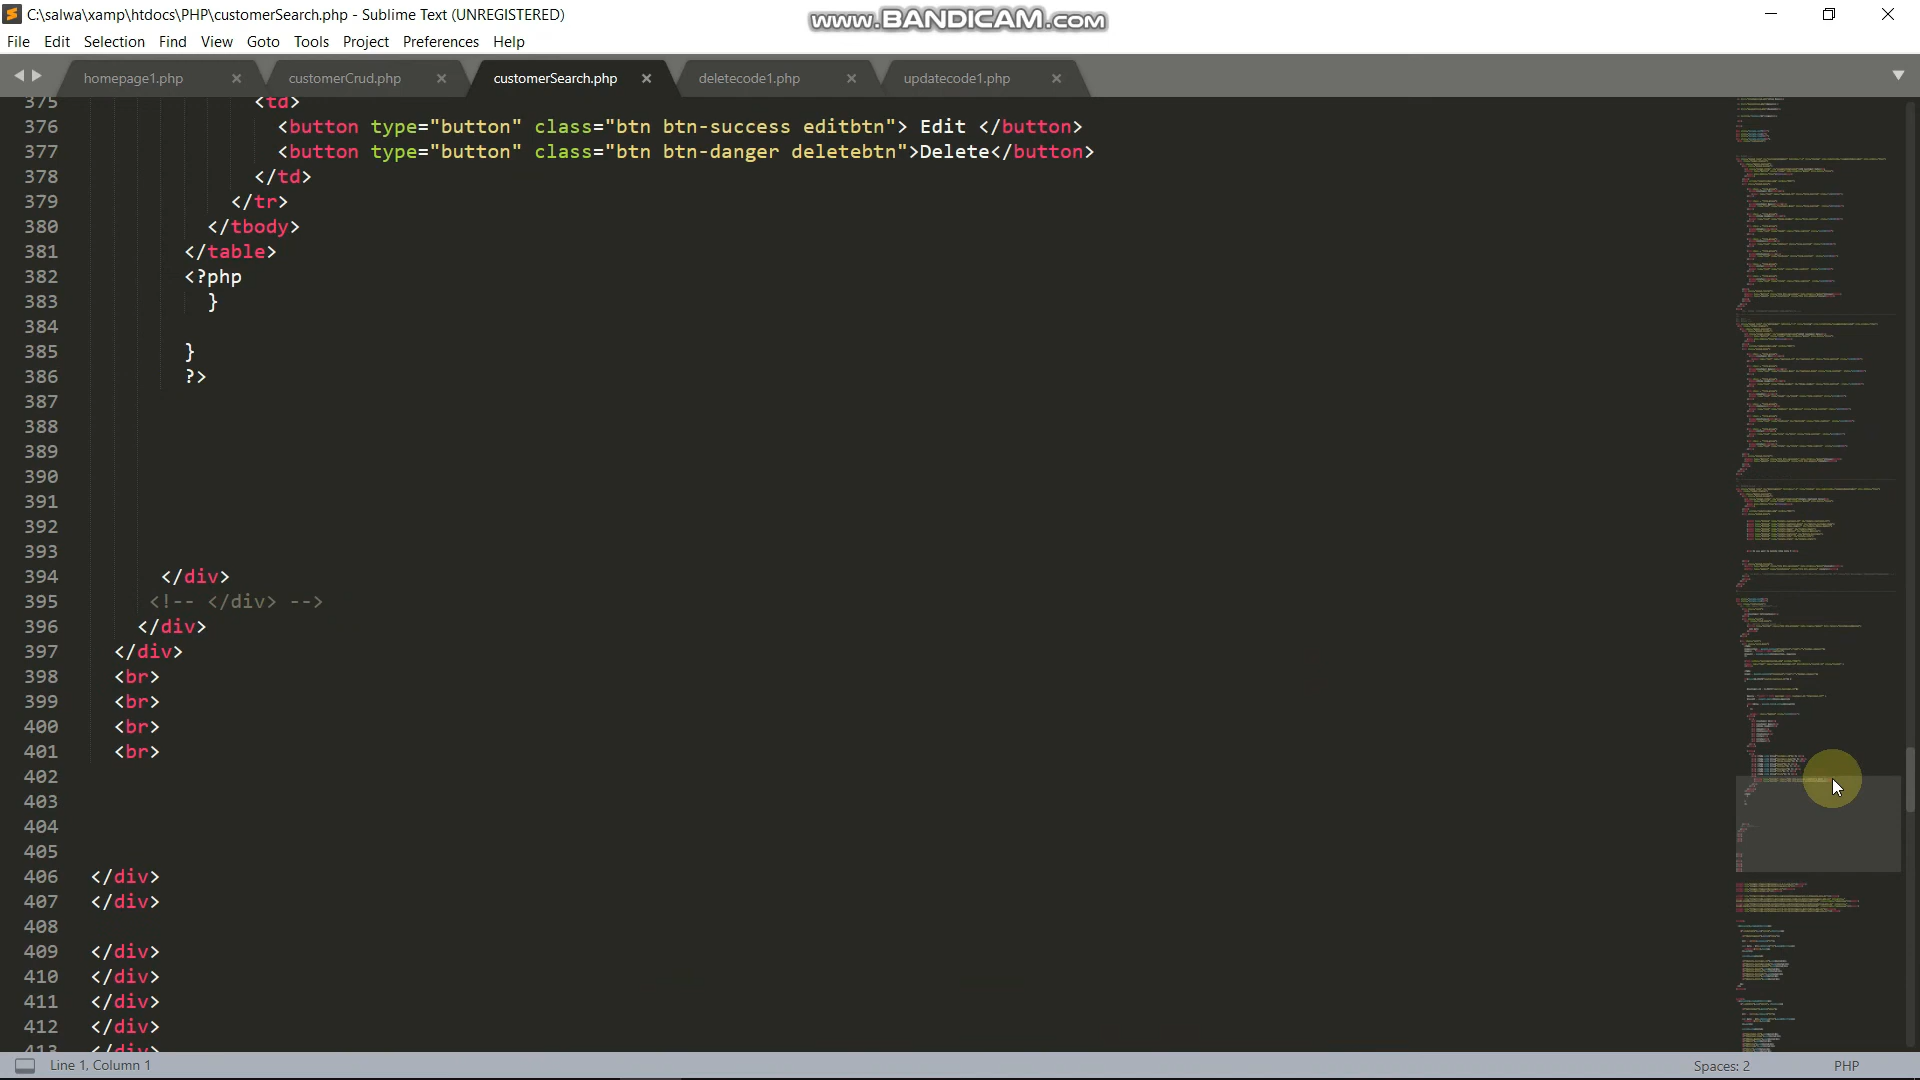 C:\salwa\xamp\htdocs\PHP\customerSearch.php - Sublime Text (UNREGISTERED)
www.BANDICAM.com
File Edit Selection Find View Goto Tools Project Preferences Help
homepage1.php customerCrud.php customerSearch.php deletecode1.php updatecode1.php
375 <td>
376 <button type="button" class="btn btn-success editbtn"> Edit </button>
377 <button type="button" class="btn btn-danger deletebtn">Delete</button>
378 </td>
379 </tr>
380 </tbody>
381 </table>
382 <?php
383 }
384
385 }
386 ?>
387
388
389
390
391
392
393
394 </div>
395 <!-- </div> -->
396 </div>
397 </div>
398 <br>
399 <br>
400 <br>
401 <br>
402
403
404
405
406 </div>
407 </div>
408
409 </div>
410 </div>
411 </div>
412 </div>
413 </div>
Line 1, Column 1 Spaces: 2 PHP